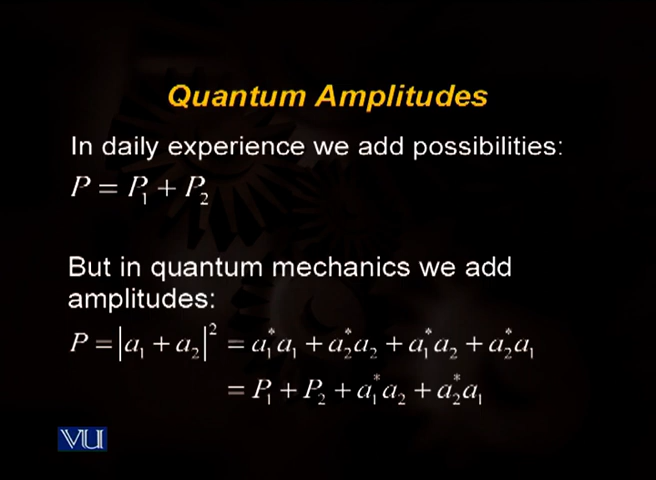 Quantum Amplitudes
In daily experience we add possibilities:
P = P₁ + P₂
But in quantum mechanics we add
amplitudes:
P = |a₁ + a₂|² = a₁*a₁ + a₂*a₂ + a₁*a₂ + a₂*a₁
= P₁ + P₂ + a₁*a₂ + a₂*a₁
VU